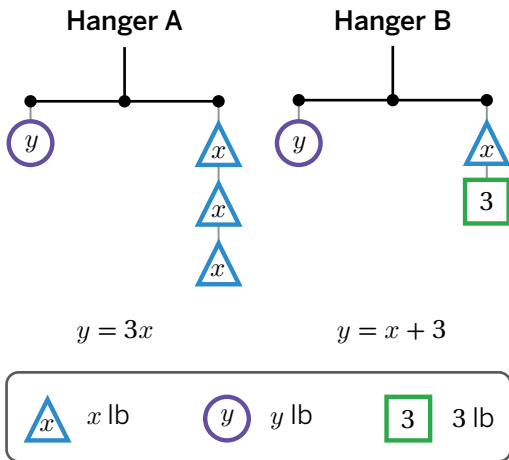 Hanger A
Hanger B
y
x
x
x
y
x
3
y = 3x
y = x + 3
x x lb
y y lb
3 3 lb